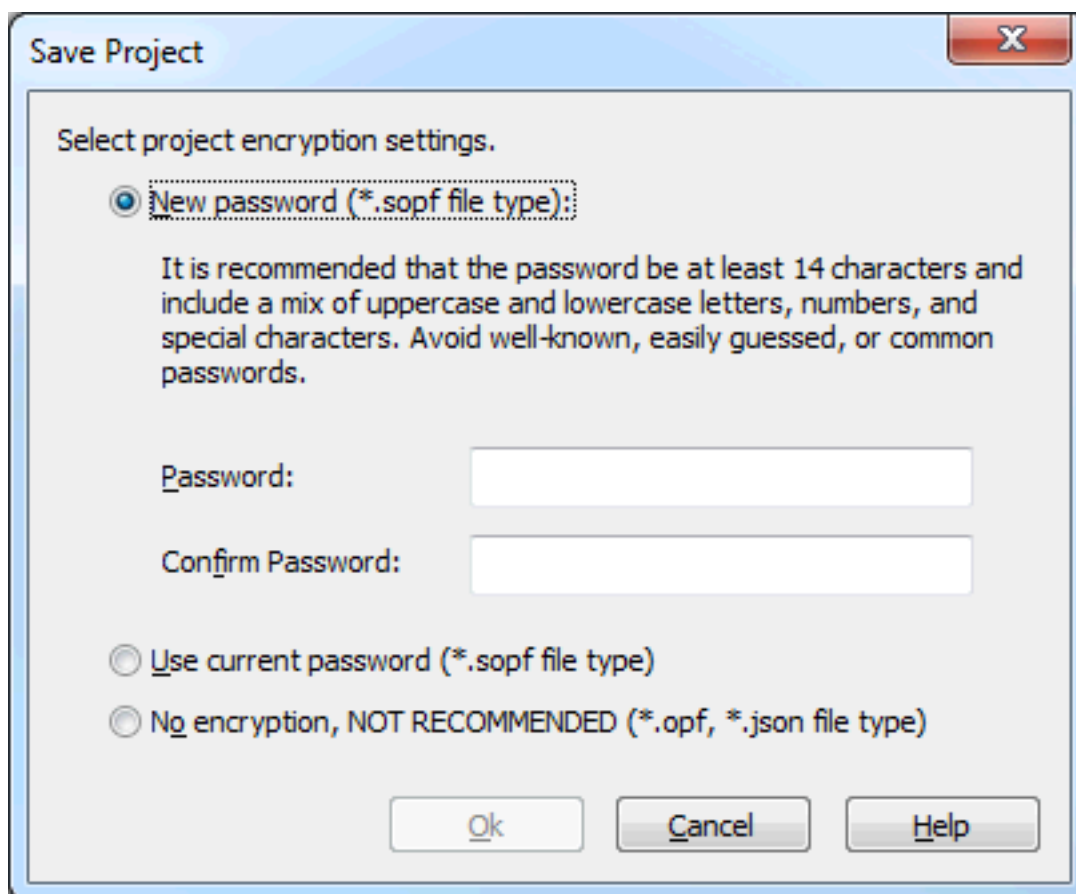 Save Project
Select project encryption settings.
New password (*.sopf file type):
It is recommended that the password be at least 14 characters and
include a mix of uppercase and lowercase letters, numbers, and
special characters. Avoid well-known, easily guessed, or common
passwords.
Password:
Confirm Password:
Use current password (*.sopf file type)
No encryption, NOT RECOMMENDED (*.opf, *.json file type)
Ok Cancel Help